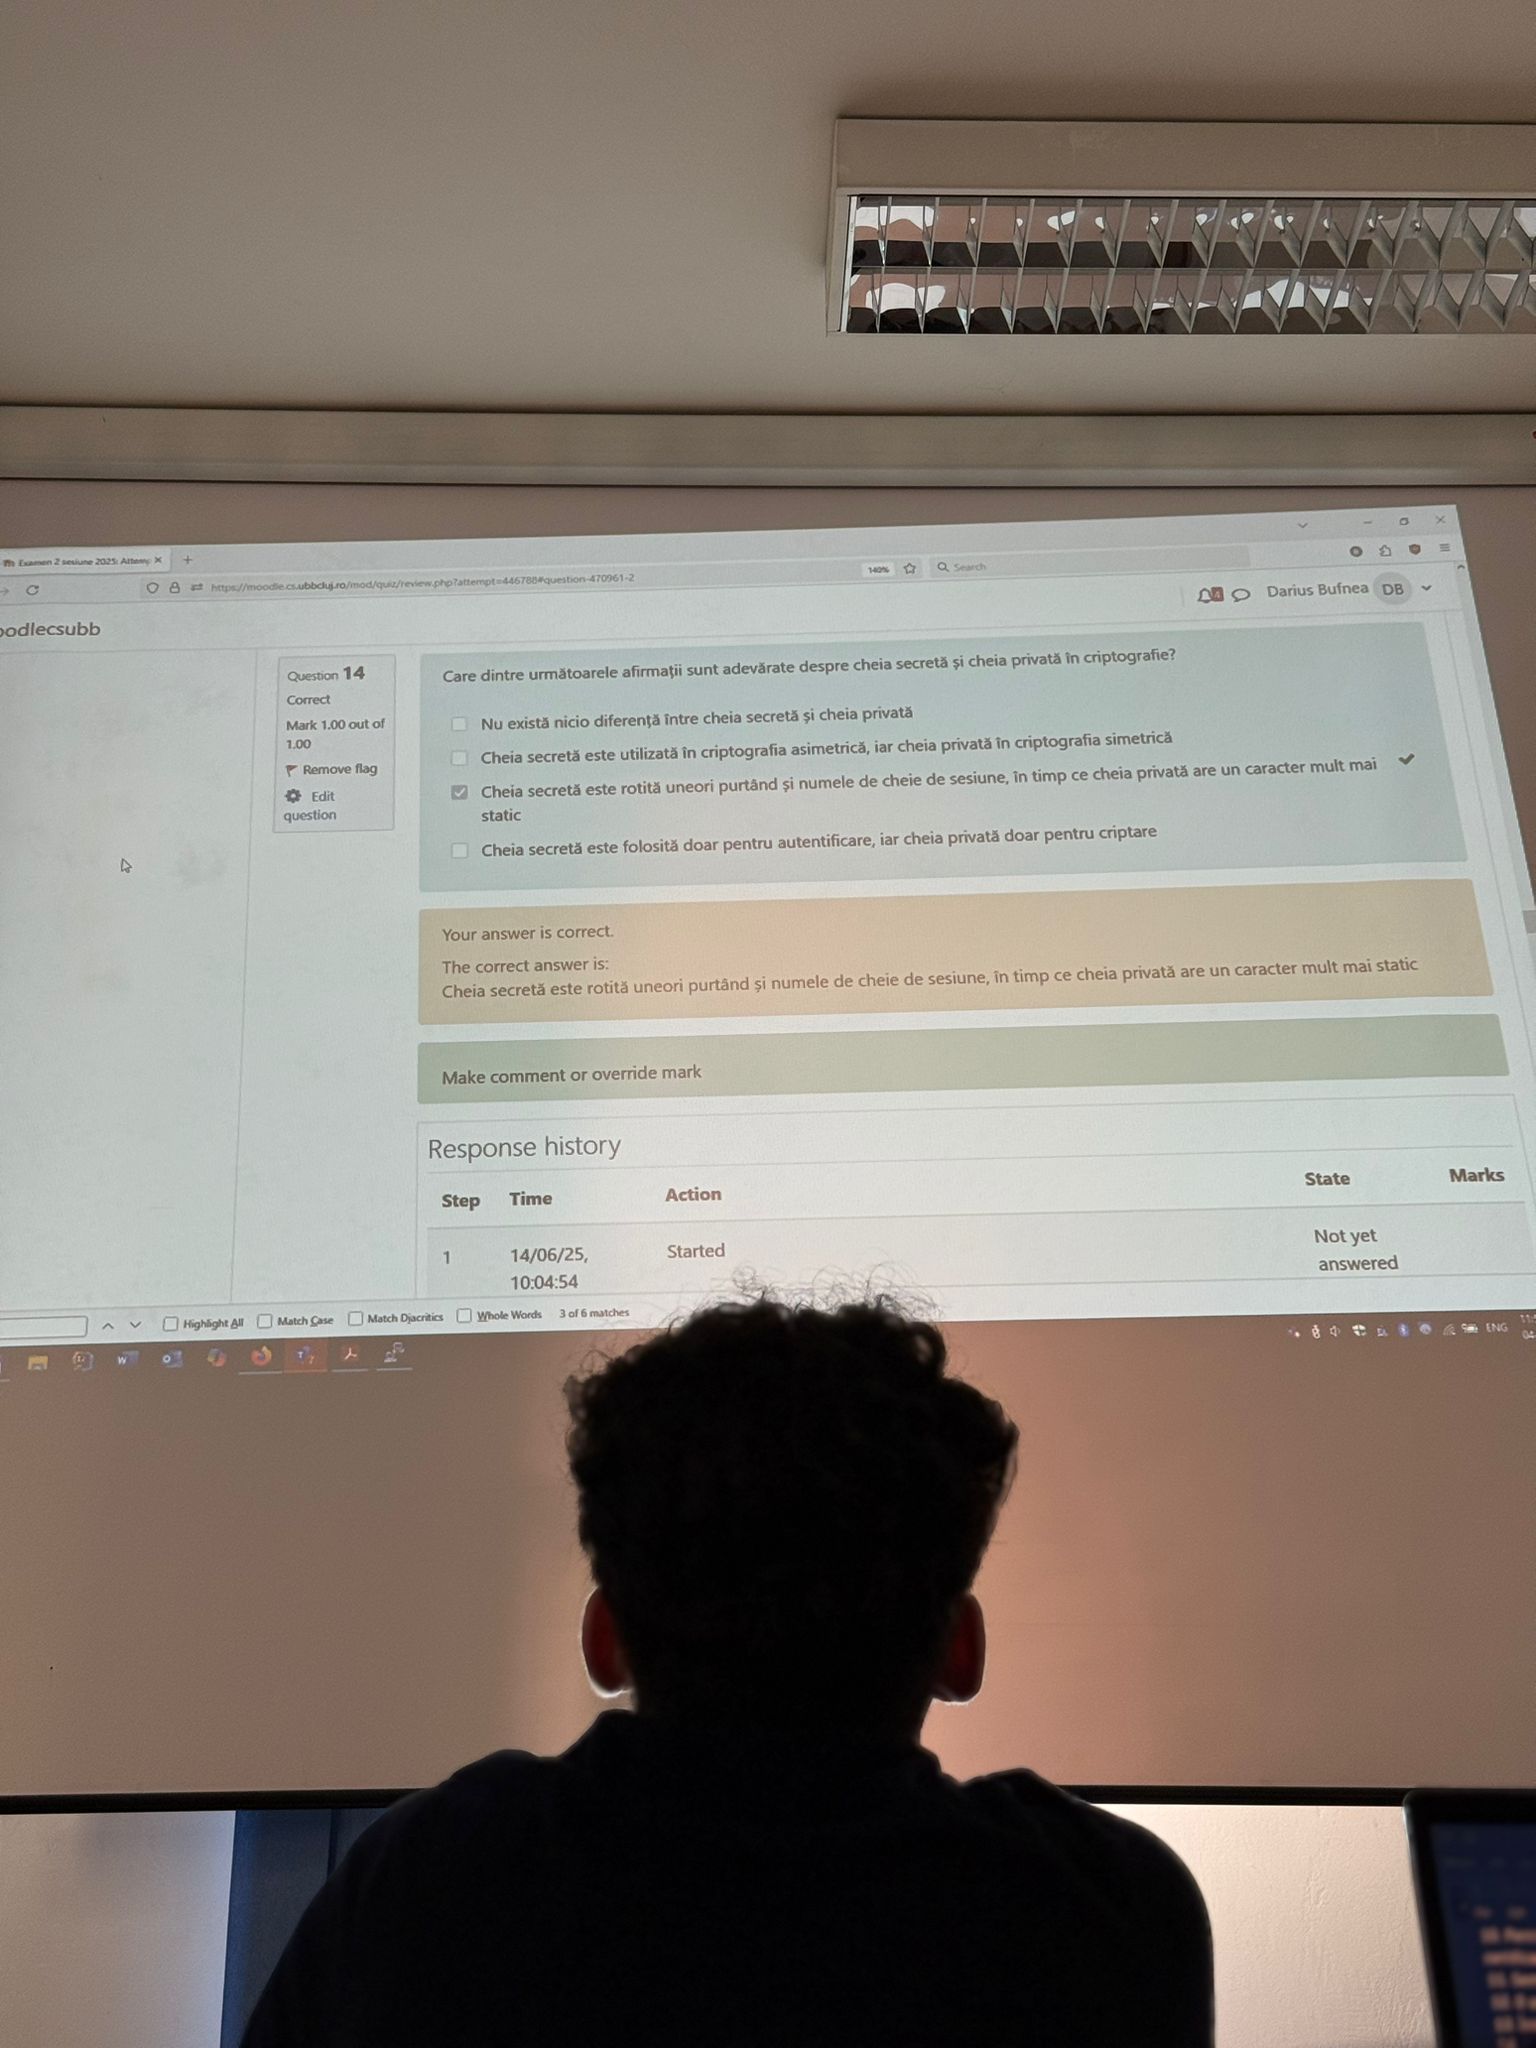 Examen 2 sesiune 2025: Attem
https://moodle.cs.ubbcluj.ro/mod/quiz/review.php?attempt=446788#question-470961-2
140%
Search
oodlecsubb
Darius Bufnea DB
Question 14
Correct
Mark 1.00 out of
1.00
Remove flag
Edit
question
Care dintre următoarele afirmații sunt adevărate despre cheia secretă și cheia privată în criptografie?
Nu există nicio diferență între cheia secretă și cheia privată
Cheia secretă este utilizată în criptografia asimetrică, iar cheia privată în criptografia simetrică
Cheia secretă este rotită uneori purtând și numele de cheie de sesiune, în timp ce cheia privată are un caracter mult mai
static
Cheia secretă este folosită doar pentru autentificare, iar cheia privată doar pentru criptare
Your answer is correct.
The correct answer is:
Cheia secretă este rotită uneori purtând și numele de cheie de sesiune, în timp ce cheia privată are un caracter mult mai static
Make comment or override mark
Response history
Step Time Action State Marks
1 14/06/25, Started Not yet
10:04:54 answered
Highlight All Match Case Match Diacritics Whole Words 3 of 6 matches
ENG